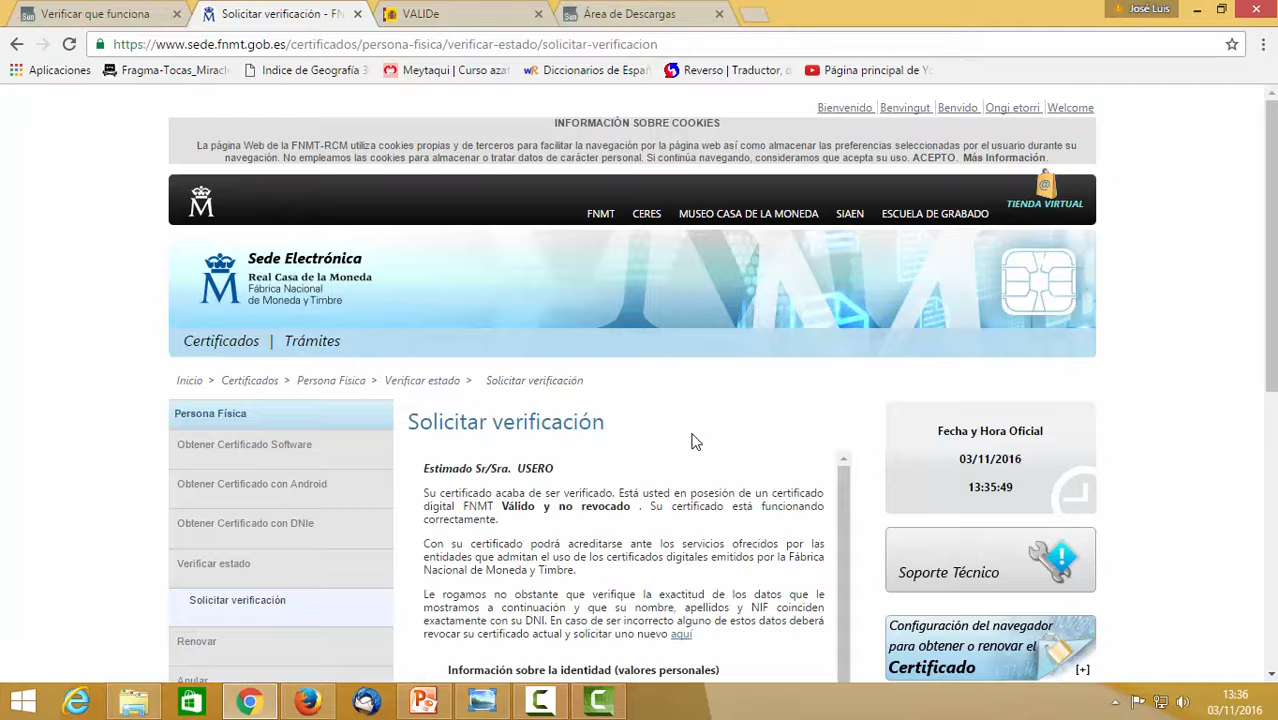 Verificar que funciona
Solicitar verificación - FN
VALIDe
Área de Descargas
José Luis
https://www.sede.fnmt.gob.es/certificados/persona-fisica/verificar-estado/solicitar-verificacion
Aplicaciones
Fragma-Tocas_Miracle
Indice de Geografía 3
Meytaqui | Curso azat
Diccionarios de Españ
Reverso | Traductor, d
Página principal de Yo
Bienvenido Benvingut Benvido Ongi etorri Welcome
INFORMACIÓN SOBRE COOKIES
La página Web de la FNMT-RCM utiliza cookies propias y de terceros para facilitar la navegación por la página web así como almacenar las preferencias seleccionadas por el usuario durante su
navegación. No empleamos las cookies para almacenar o tratar datos de carácter personal. Si continúa navegando, consideramos que acepta su uso. ACEPTO. Más Información.
FNMT CERES MUSEO CASA DE LA MONEDA SIAEN ESCUELA DE GRABADO
@
TIENDA VIRTUAL
Sede Electrónica
Real Casa de la Moneda
Fábrica Nacional
de Moneda y Timbre
Certificados | Trámites
Inicio > Certificados > Persona Física > Verificar estado > Solicitar verificación
Persona Física
Obtener Certificado Software
Obtener Certificado con Android
Obtener Certificado con DNIe
Verificar estado
Solicitar verificación
Renovar
Anular
Solicitar verificación
Estimado Sr/Sra. USERO
Su certificado acaba de ser verificado. Está usted en posesión de un certificado
digital FNMT Válido y no revocado . Su certificado está funcionando
correctamente.
Con su certificado podrá acreditarse ante los servicios ofrecidos por las
entidades que admitan el uso de los certificados digitales emitidos por la Fábrica
Nacional de Moneda y Timbre.
Le rogamos no obstante que verifique la exactitud de los datos que le
mostramos a continuación y que su nombre, apellidos y NIF coinciden
exactamente con su DNI. En caso de ser incorrecto alguno de estos datos deberá
revocar su certificado actual y solicitar uno nuevo aquí
Información sobre la identidad (valores personales)
Fecha y Hora Oficial
03/11/2016
13:35:49
Soporte Técnico
Configuración del navegador
para obtener o renovar el
Certificado
[+]
13:36
03/11/2016